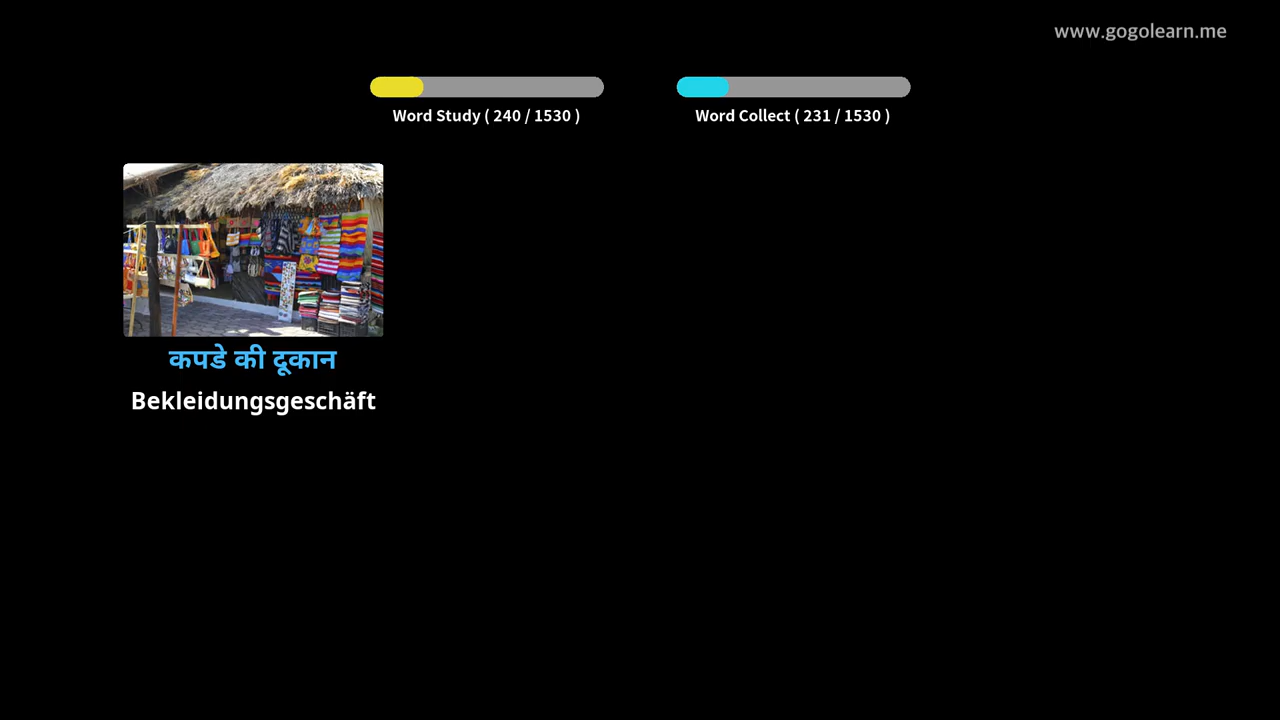 www.gogolearn.me
Word Study ( 240 / 1530 )
Word Collect ( 231 / 1530 )
कपडे की दूकान
Bekleidungsgeschäft